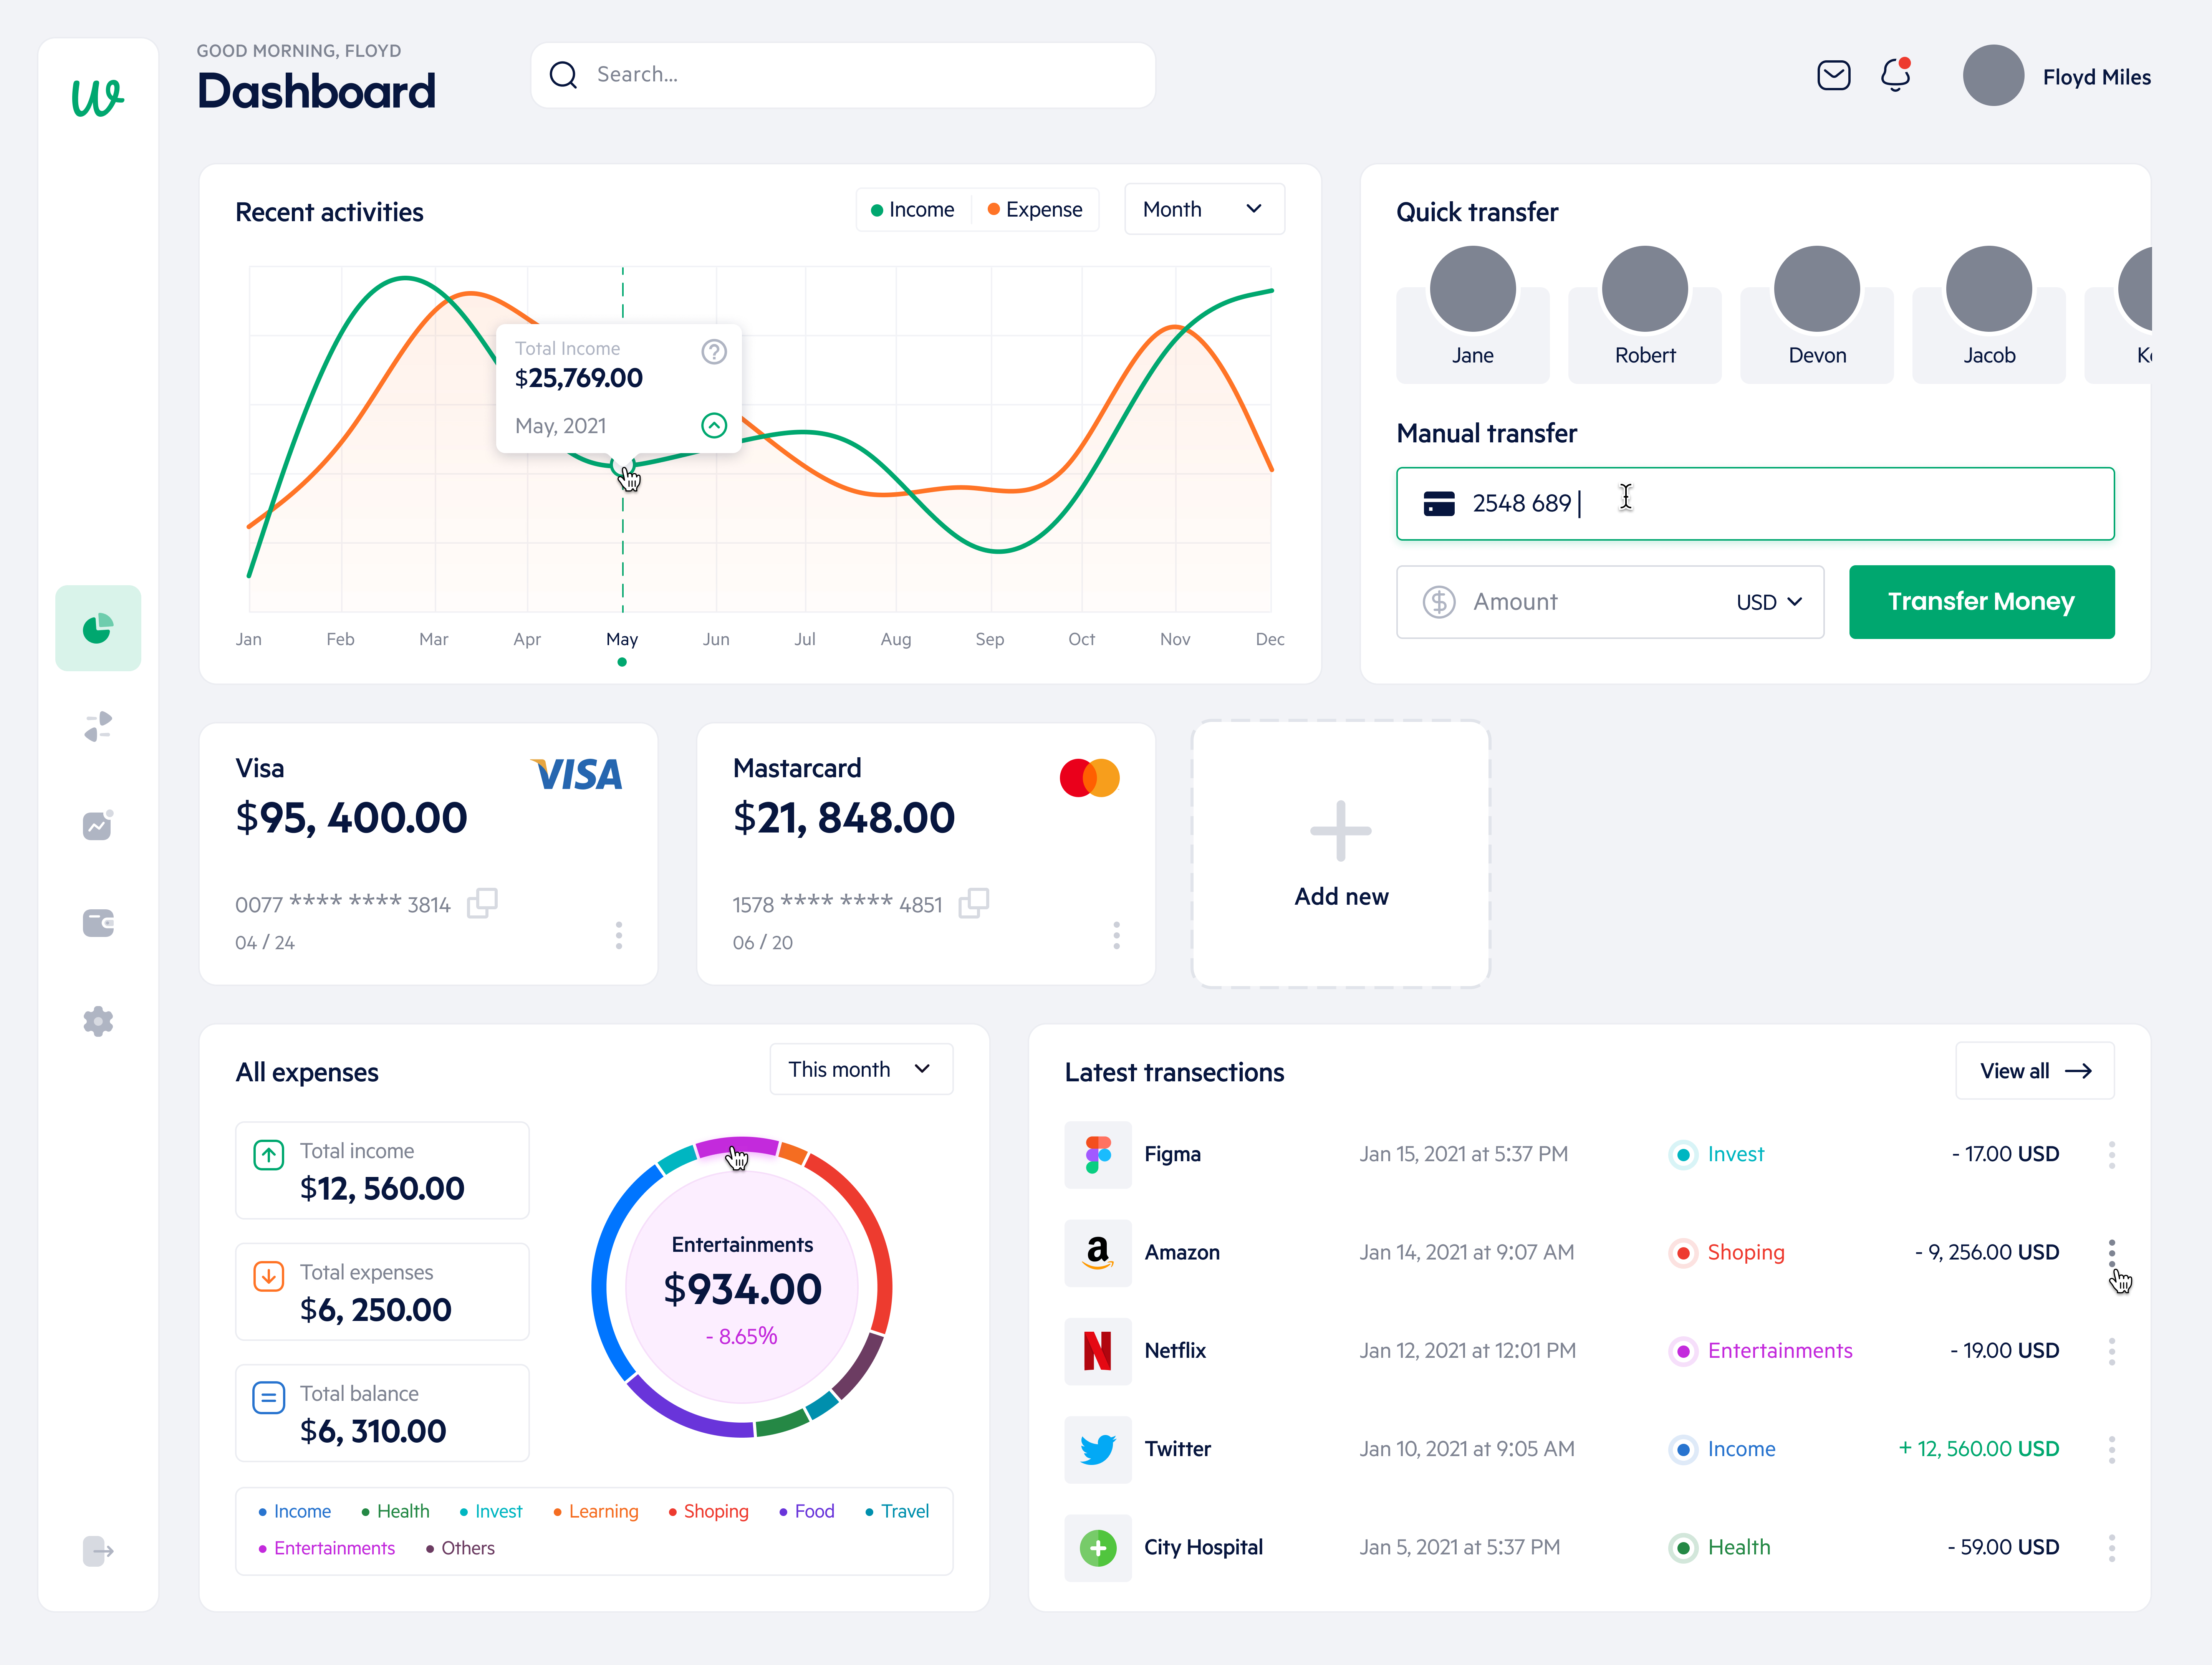 GOOD MORNING, FLOYD
Dashboard
Search...
Floyd Miles
Recent activities
Income
Expense
Month
Total Income
$25,769.00
May, 2021
Jan
Feb
Mar
Apr
May
Jun
Jul
Aug
Sep
Oct
Nov
Dec
Quick transfer
Jane
Robert
Devon
Jacob
Manual transfer
2548 689
Amount
USD
Transfer Money
Visa
VISA
$95, 400.00
0077 **** **** 3814
04 / 24
Mastarcard
$21, 848.00
1578 **** **** 4851
06 / 20
Add new
All expenses
This month
Total income
$12, 560.00
Total expenses
$6, 250.00
Total balance
$6, 310.00
Entertainments
$934.00
- 8.65%
Income
Health
Invest
Learning
Shoping
Food
Travel
Entertainments
Others
Latest transections
View all
Figma
Jan 15, 2021 at 5:37 PM
Invest
- 17.00 USD
Amazon
Jan 14, 2021 at 9:07 AM
Shoping
- 9, 256.00 USD
Netflix
Jan 12, 2021 at 12:01 PM
Entertainments
- 19.00 USD
Twitter
Jan 10, 2021 at 9:05 AM
Income
+ 12, 560.00 USD
City Hospital
Jan 5, 2021 at 5:37 PM
Health
- 59.00 USD